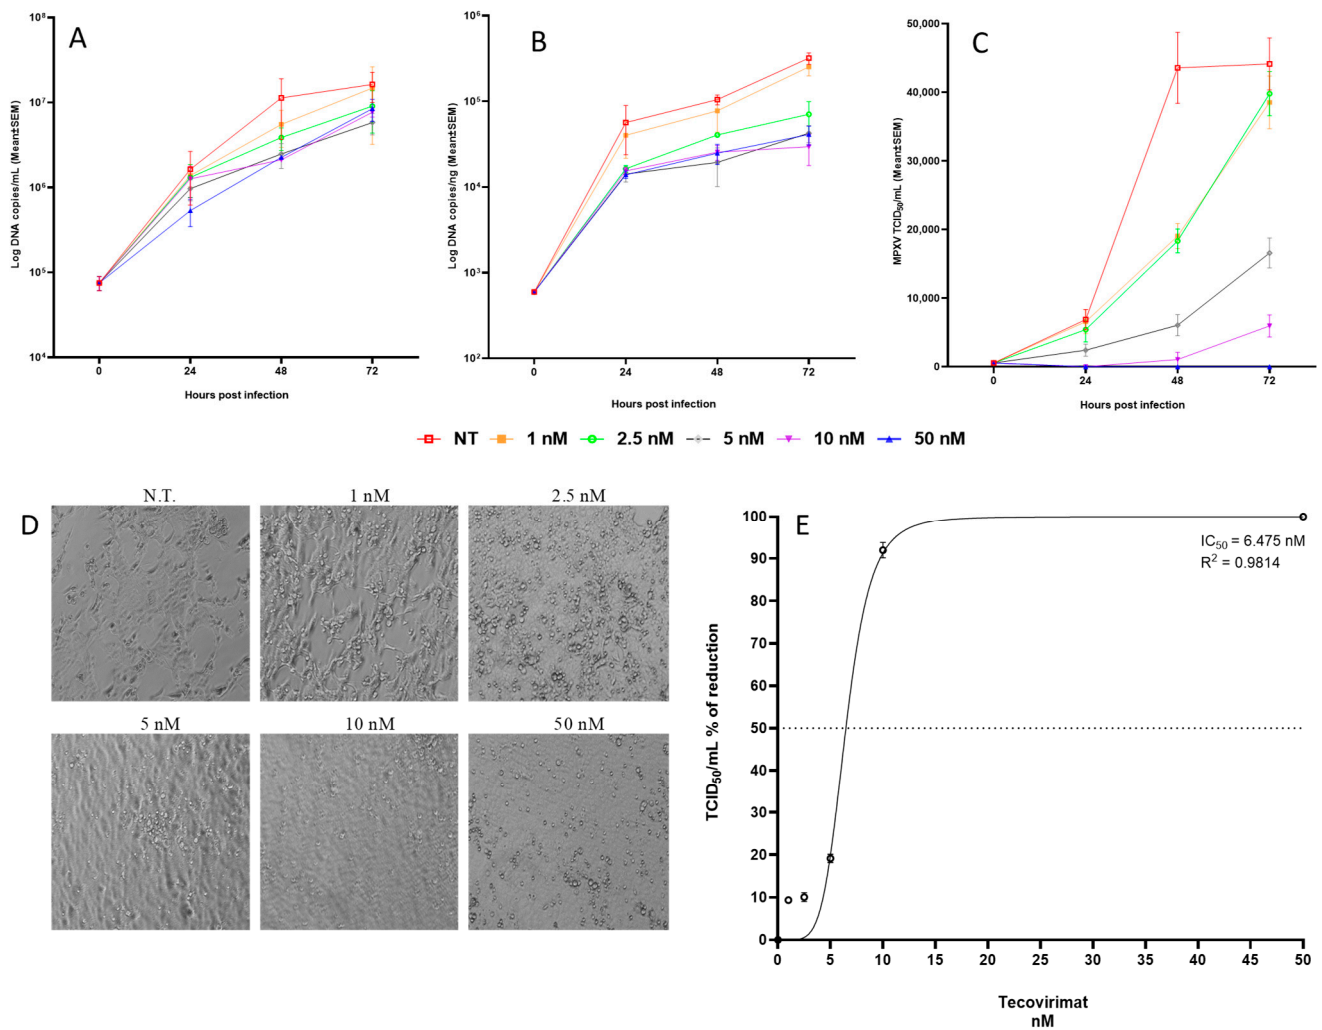 A
Log DNA copies/mL (Mean±SEM)
10⁸
10⁷
10⁶
10⁵
10⁴
0 24 48 72
Hours post infection
B
Log DNA copies/ng (Mean±SEM)
10⁶
10⁵
10⁴
10³
10²
0 24 48 72
Hours post infection
C
MPXV TCID₅₀/mL (Mean±SEM)
50,000
40,000
30,000
20,000
10,000
0
0 24 48 72
Hours post infection
NT 1 nM 2.5 nM 5 nM 10 nM 50 nM
D
N.T. 1 nM 2.5 nM
5 nM 10 nM 50 nM
E
TCID₅₀/mL % of reduction
100
90
80
70
60
50
40
30
20
10
0
IC₅₀ = 6.475 nM
R² = 0.9814
0 5 10 15 20 25 30 35 40 45 50
Tecovirimat
nM